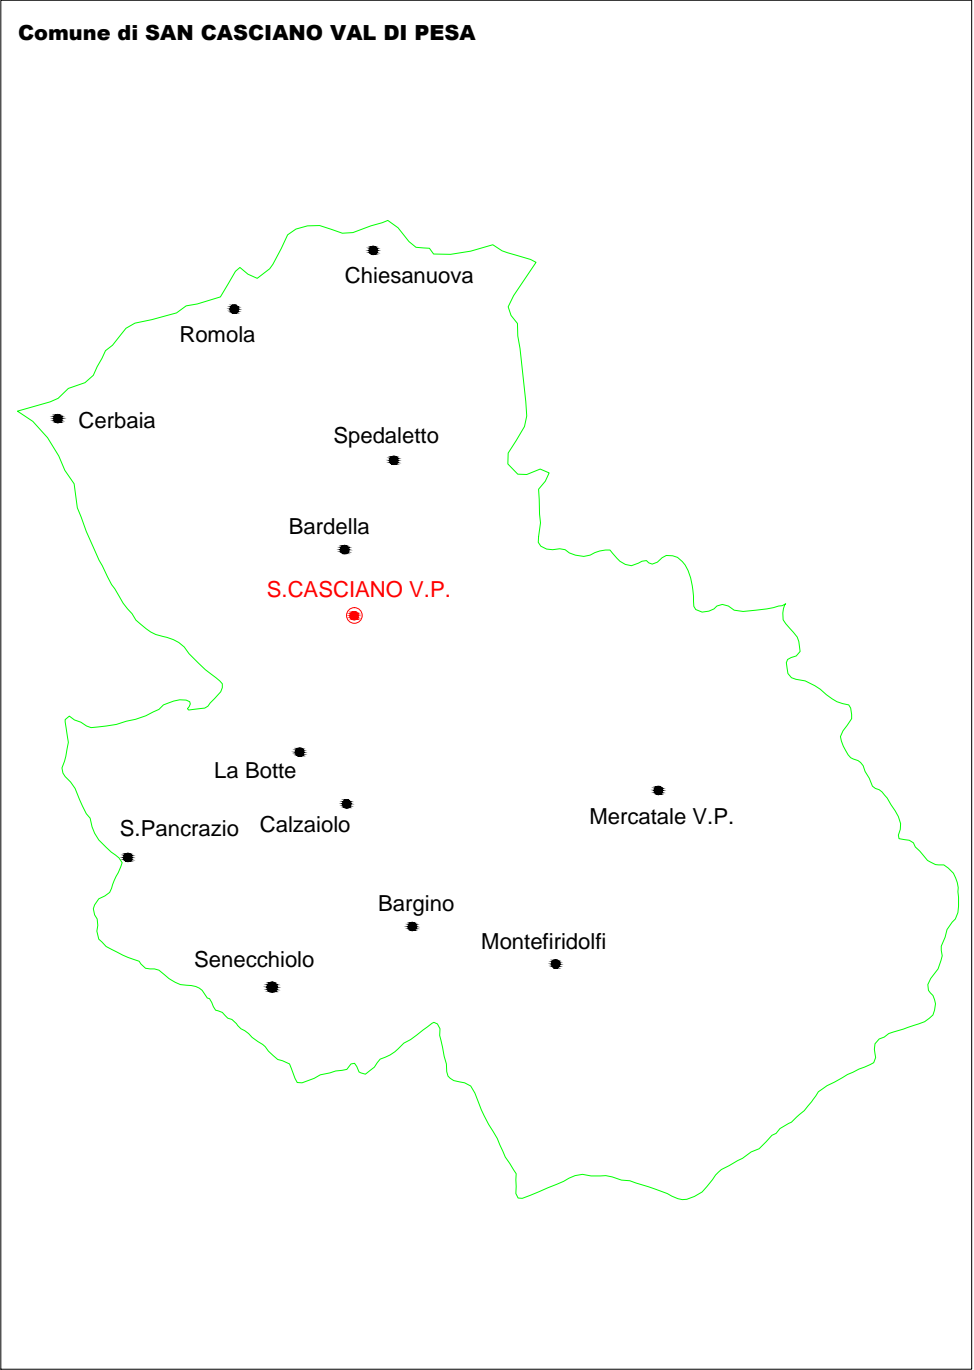 Comune di SAN CASCIANO VAL DI PESA
Chiesanuova
Romola
Cerbaia
Spedaletto
Bardella
S.CASCIANO V.P.
La Botte
Mercatale V.P.
Calzaiolo
S.Pancrazio
Bargino
Montefiridolfi
Senecchiolo